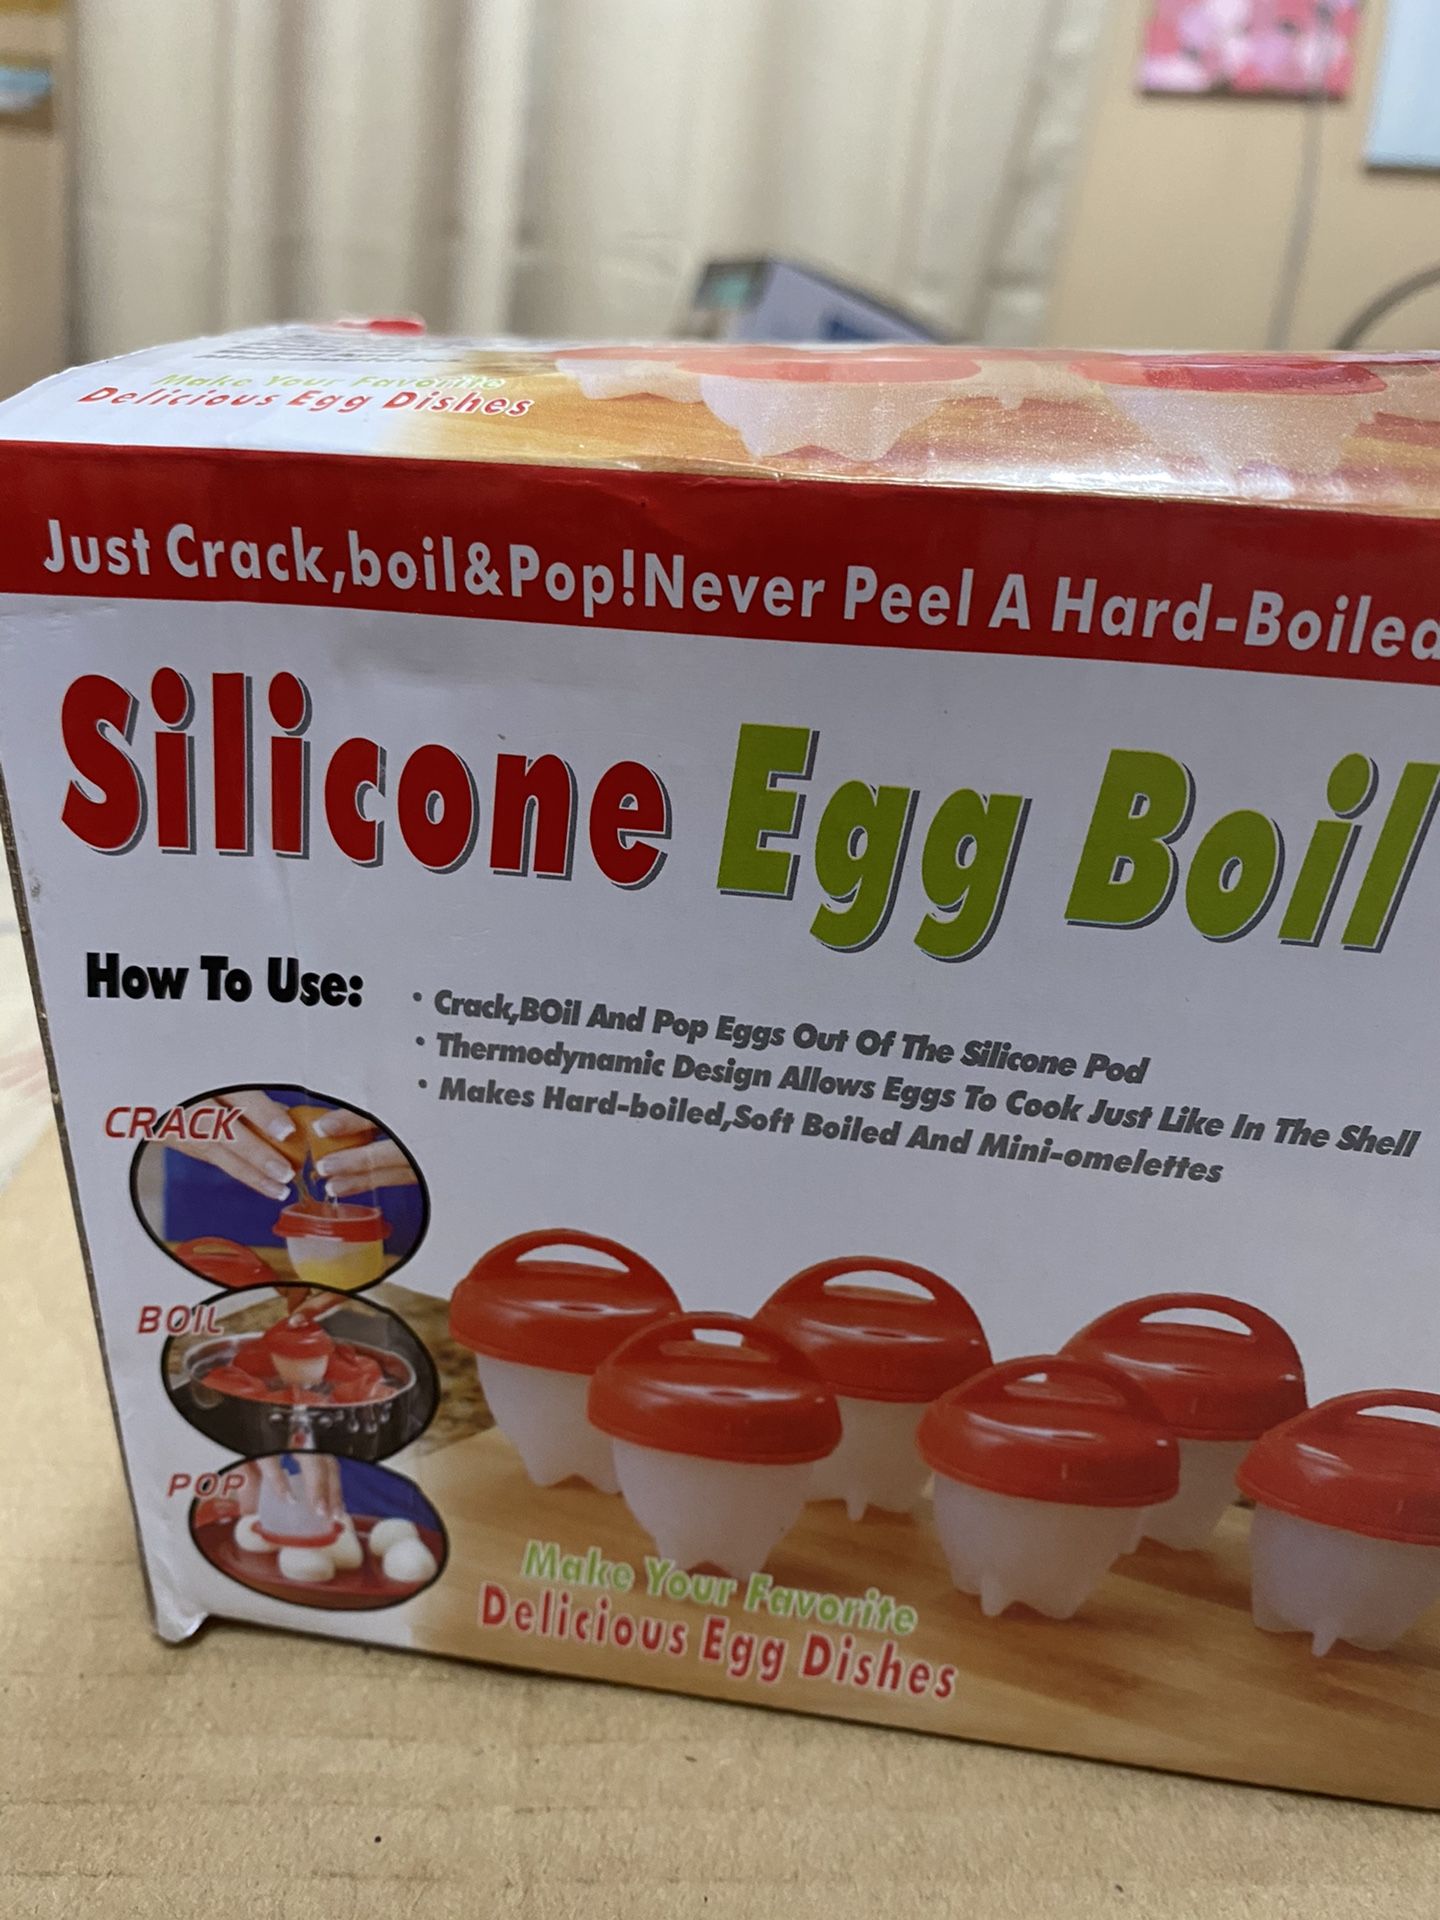 Make Your Favorite
Delicious Egg Dishes
Just Crack,boil&Pop!Never Peel A Hard-Boiled
Silicone Egg Boil
How To Use:
• Crack,BOil And Pop Eggs Out Of The Silicone Pod
• Thermodynamic Design Allows Eggs To Cook Just Like In The Shell
• Makes Hard-boiled,Soft Boiled And Mini-omelettes
CRACK
BOIL
POP
Make Your Favorite
Delicious Egg Dishes